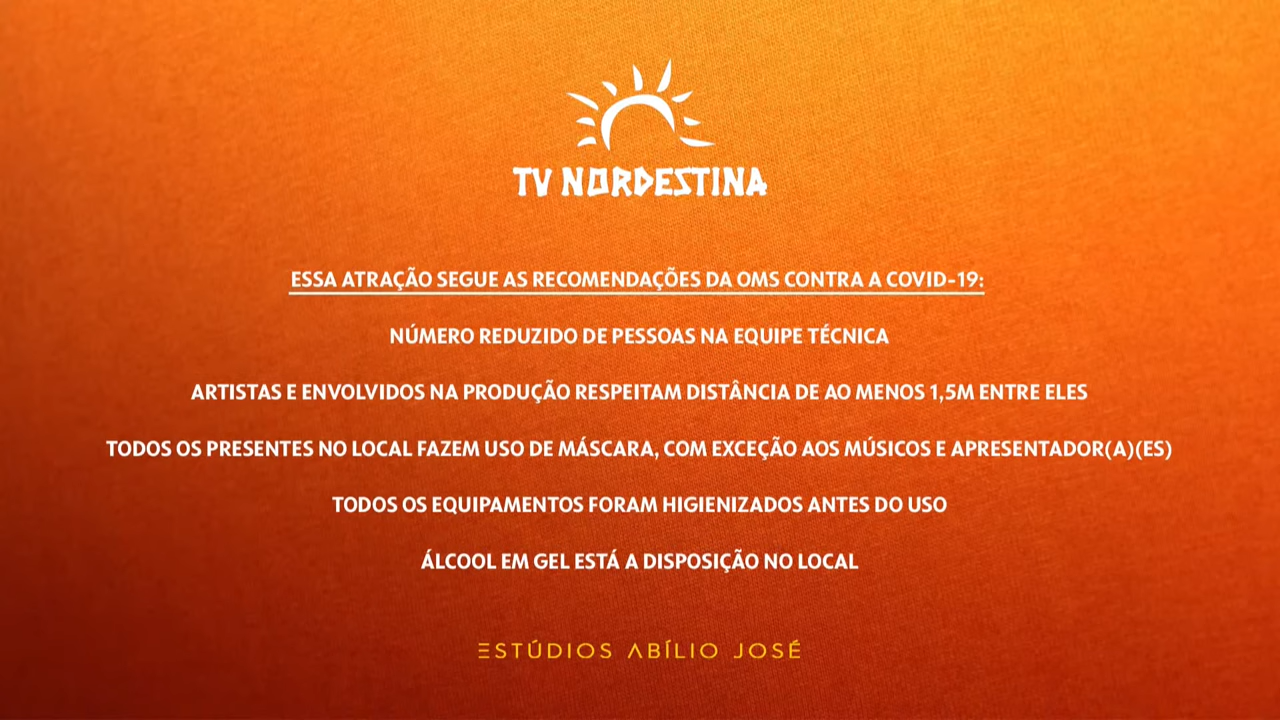 TV NORDESTINA
ESSA ATRAÇÃO SEGUE AS RECOMENDAÇÕES DA OMS CONTRA A COVID-19:
NÚMERO REDUZIDO DE PESSOAS NA EQUIPE TÉCNICA
ARTISTAS E ENVOLVIDOS NA PRODUÇÃO RESPEITAM DISTÂNCIA DE AO MENOS 1,5M ENTRE ELES
TODOS OS PRESENTES NO LOCAL FAZEM USO DE MÁSCARA, COM EXCEÇÃO AOS MÚSICOS E APRESENTADOR(A)(ES)
TODOS OS EQUIPAMENTOS FORAM HIGIENIZADOS ANTES DO USO
ÁLCOOL EM GEL ESTÁ A DISPOSIÇÃO NO LOCAL
ESTÚDIOS ABÍLIO JOSÉ